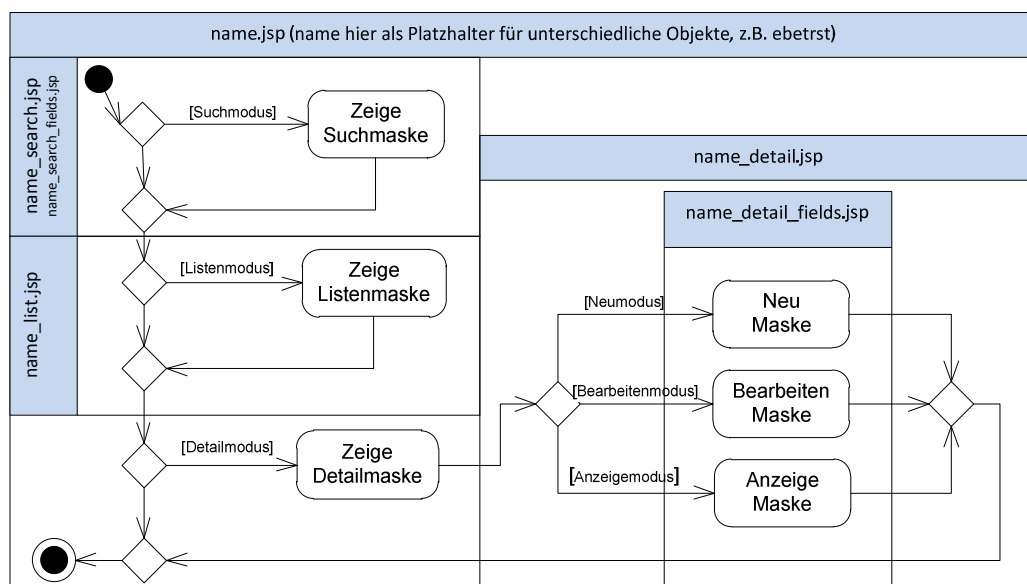 name.jsp (name hier als Platzhalter für unterschiedliche Objekte, z.B. ebetrst)
name_search.jsp
name_search_fields.jsp
[Suchmodus]
Zeige
Suchmaske
name_detail.jsp
name_detail_fields.jsp
name_list.jsp
[Listenmodus]
Zeige
Listenmaske
[Neumodus]
Neu
Maske
[Bearbeitenmodus]
Bearbeiten
Maske
[Detailmodus]
Zeige
Detailmaske
[Anzeigemodus]
Anzeige
Maske